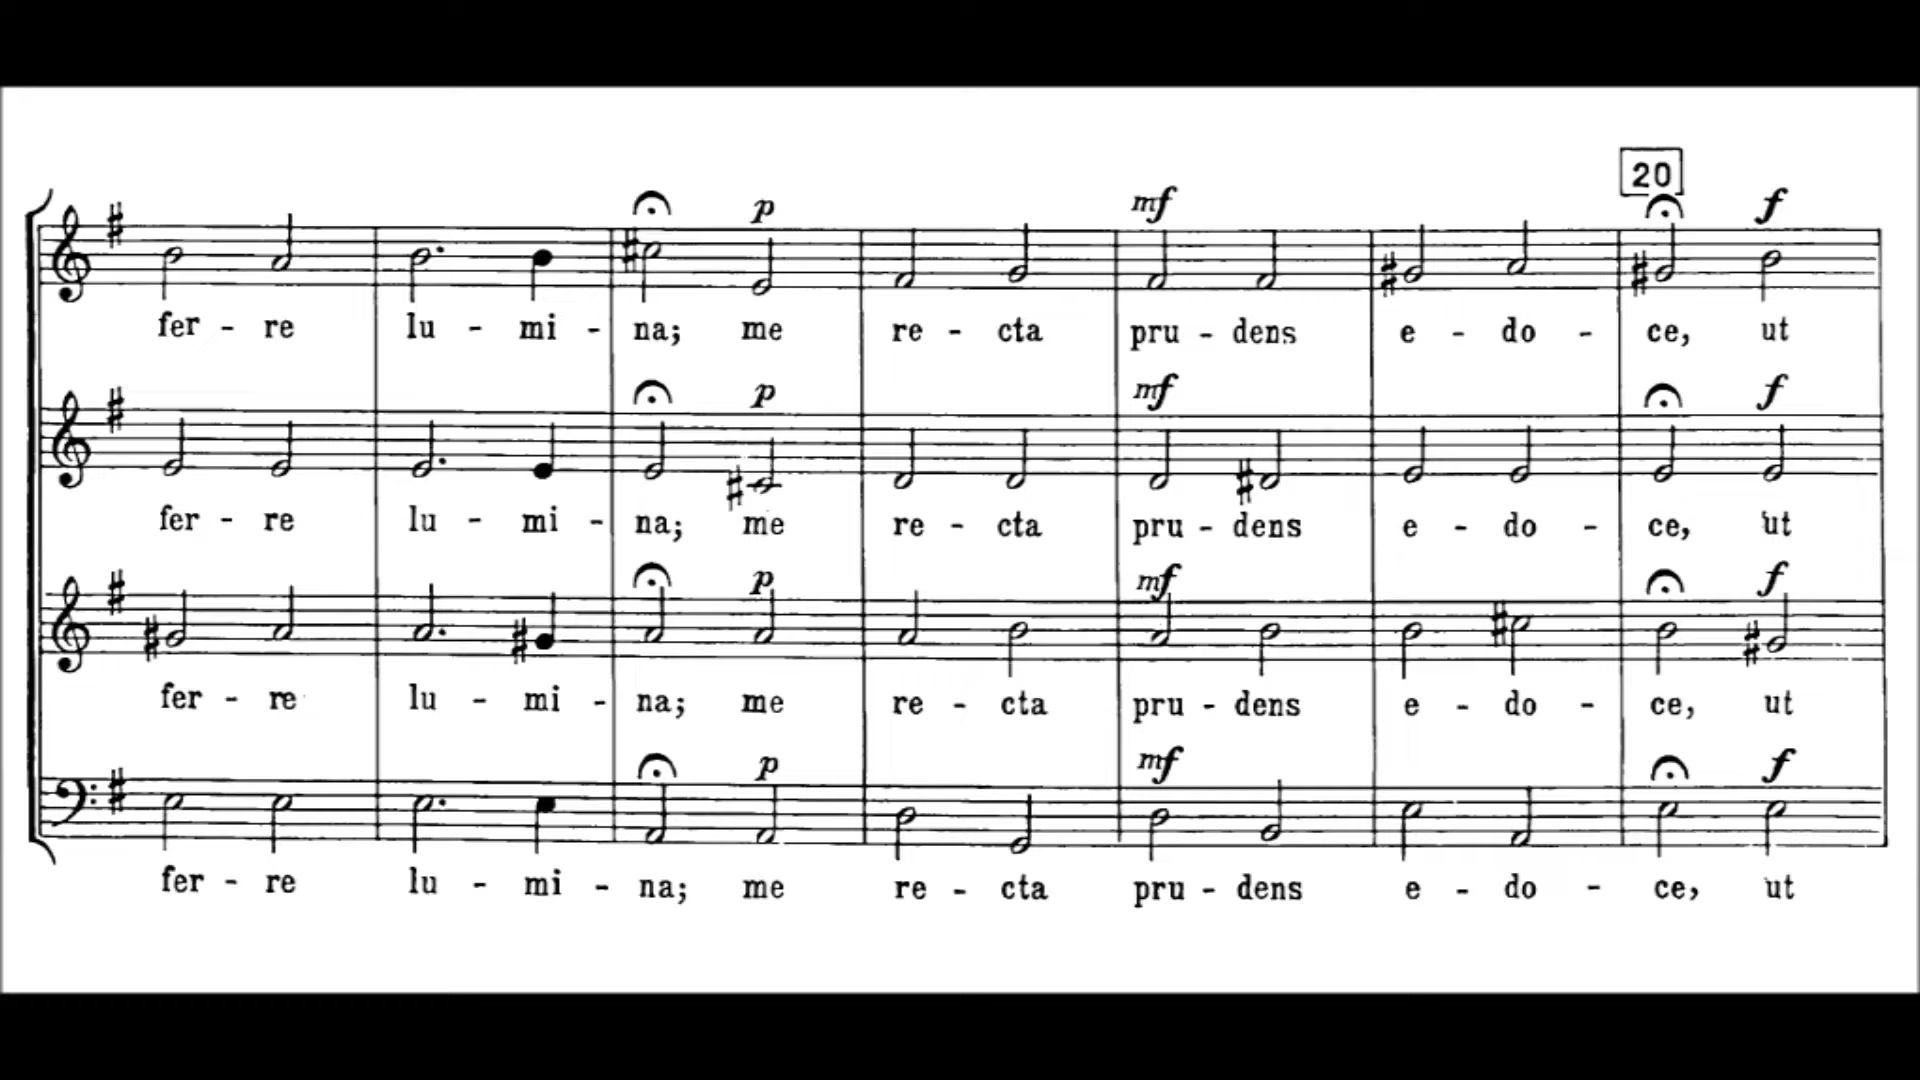 20
p mf f
fer - re lu - mi - na; me re - cta pru - dens e - do - ce, ut
p mf f
fer - re lu - mi - na; me re - cta pru - dens e - do - ce, ut
p mf f
fer - re lu - mi - na; me re - cta pru - dens e - do - ce, ut
p mf f
fer - re lu - mi - na; me re - cta pru - dens e - do - ce, ut